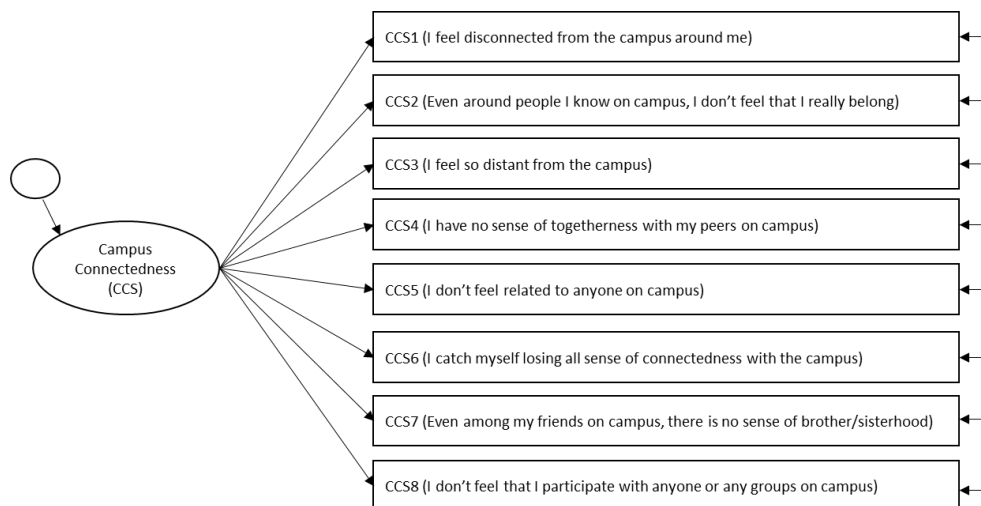 CCS1 (I feel disconnected from the campus around me)
CCS2 (Even around people I know on campus, I don’t feel that I really belong)
CCS3 (I feel so distant from the campus)
CCS4 (I have no sense of togetherness with my peers on campus)
Campus
Connectedness
(CCS)
CCS5 (I don’t feel related to anyone on campus)
CCS6 (I catch myself losing all sense of connectedness with the campus)
CCS7 (Even among my friends on campus, there is no sense of brother/sisterhood)
CCS8 (I don’t feel that I participate with anyone or any groups on campus)